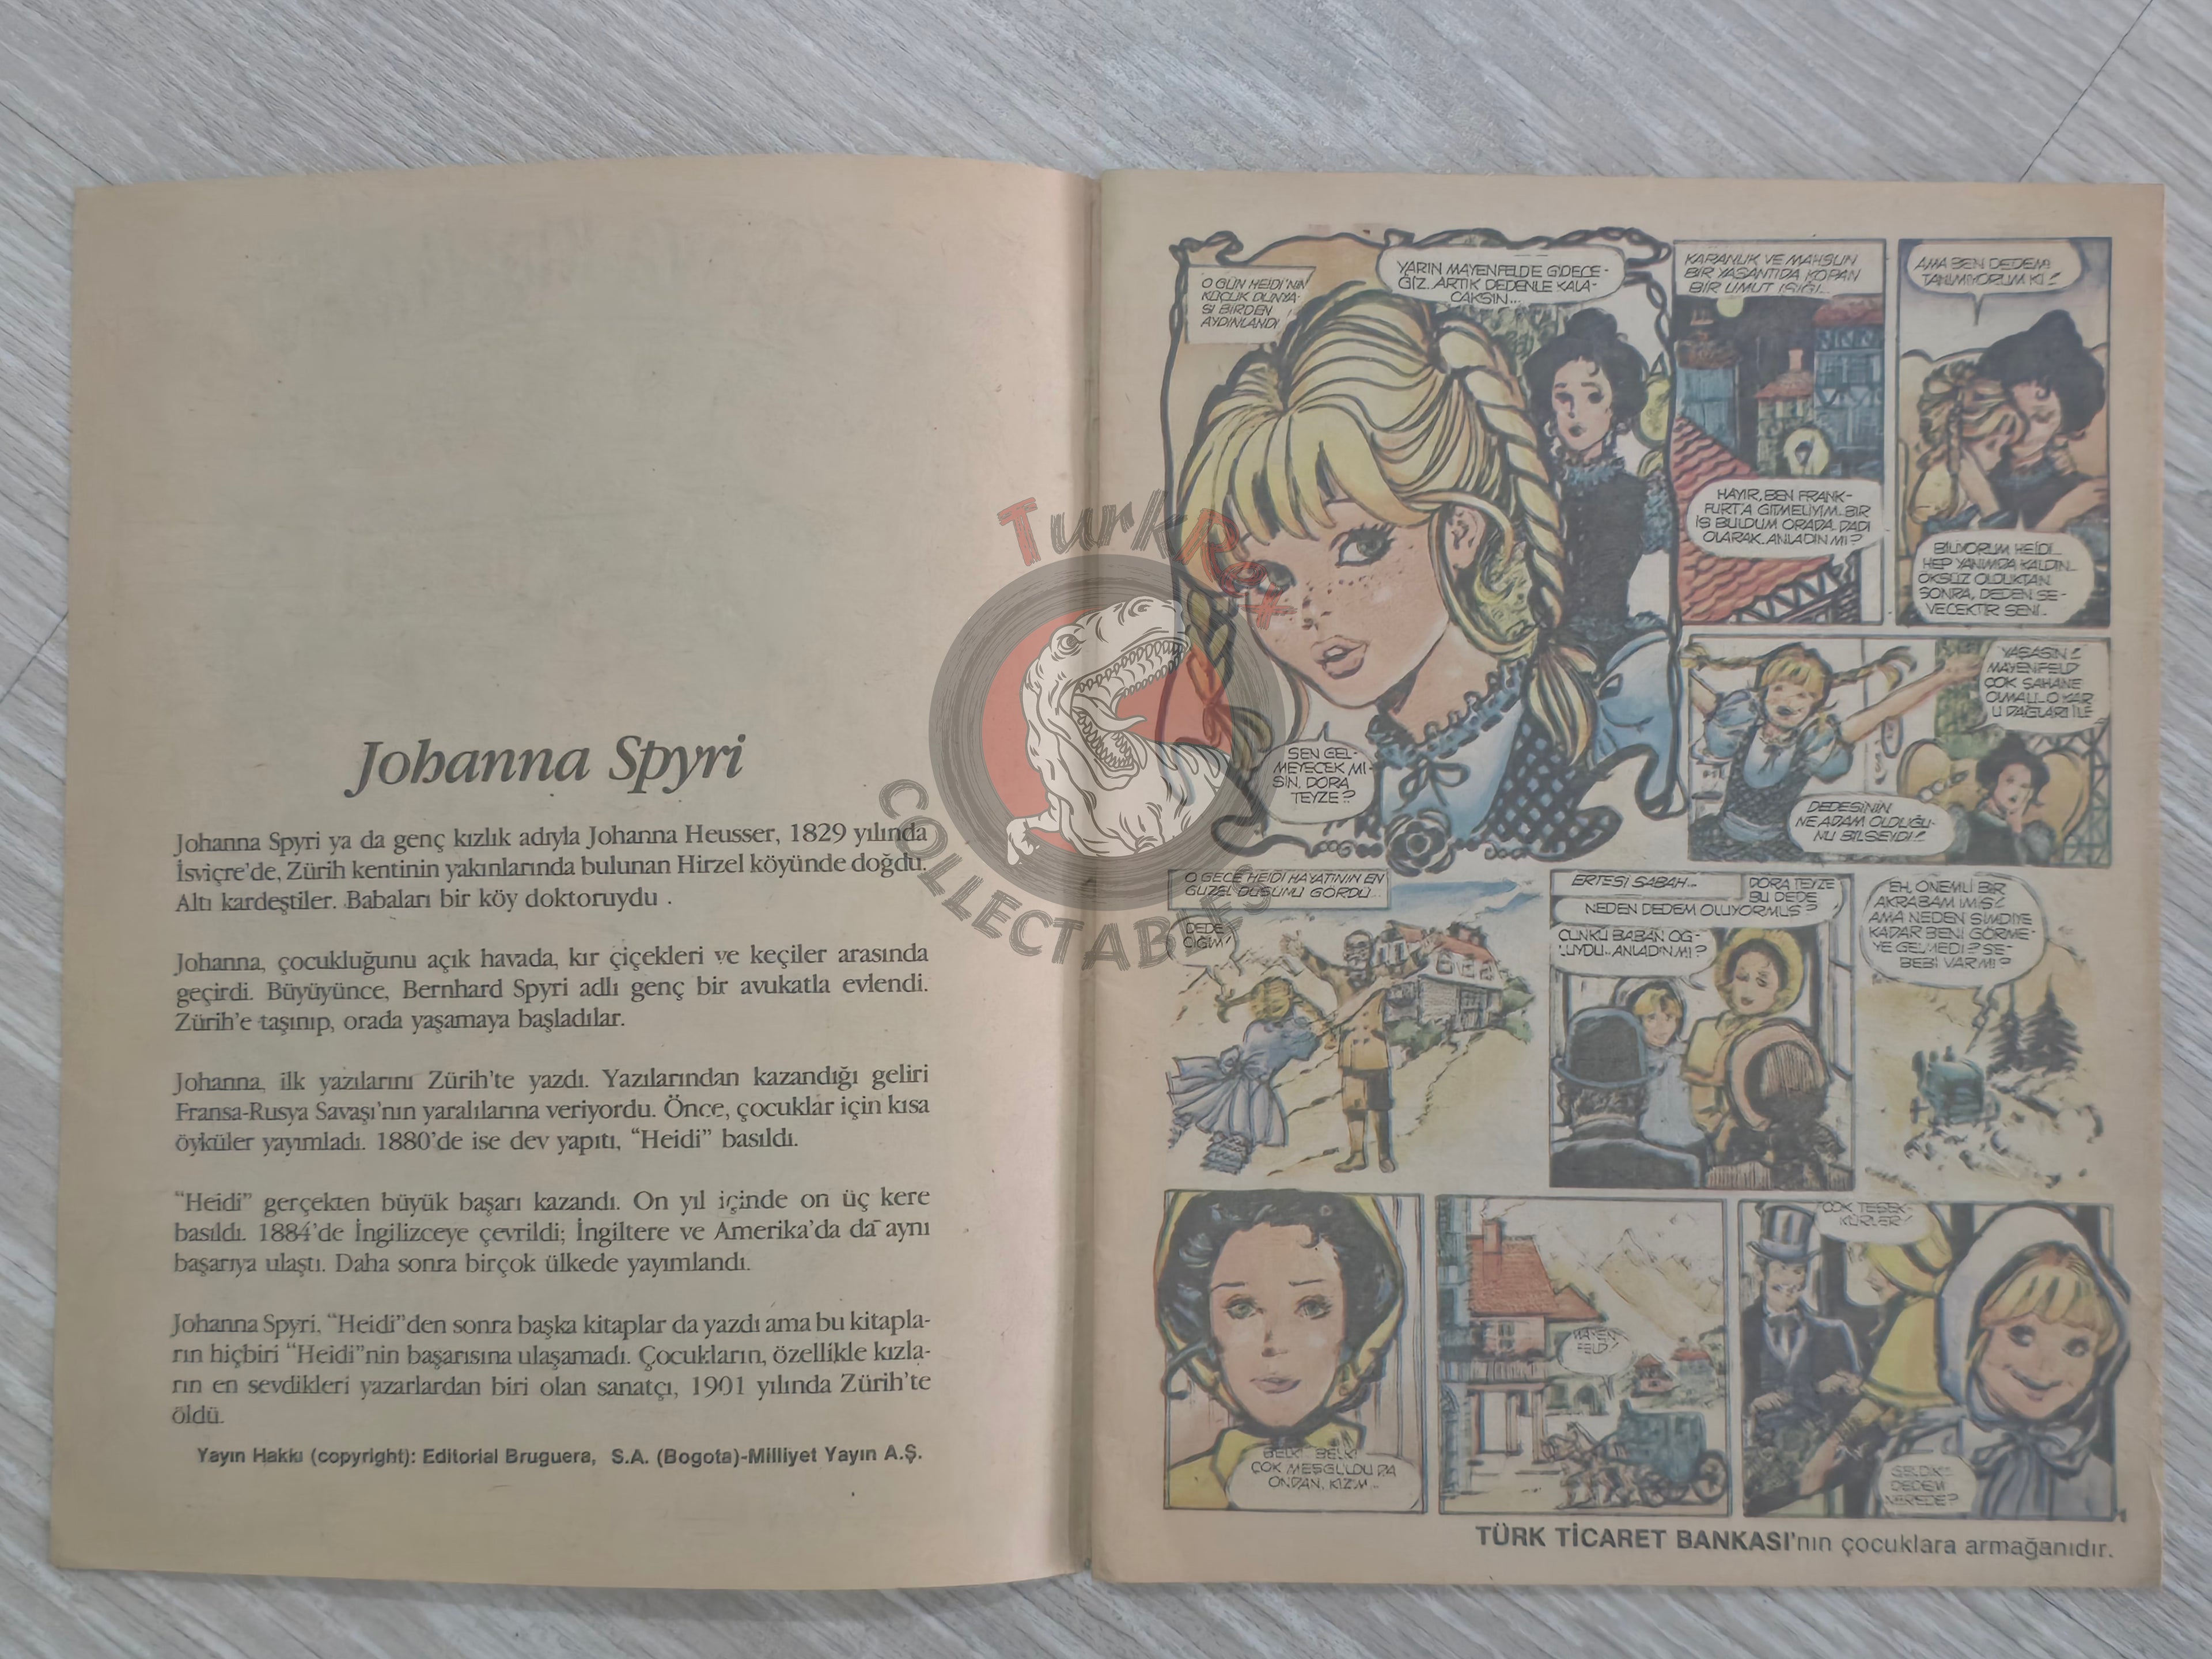 Johanna Spyri
Johanna Spyri ya da genç kızlık adıyla Johanna Heusser, 1829 yılında
İsviçre'de, Zürih kentinin yakınlarında bulunan Hirzel köyünde doğdu.
Altı kardeştiler. Babaları bir köy doktoruydu .
Johanna, çocukluğunu açık havada, kır çiçekleri ve keçiler arasında
geçirdi. Büyüyünce, Bernhard Spyri adlı genç bir avukatla evlendi.
Zürih'e taşınıp, orada yaşamaya başladılar.
Johanna, ilk yazılarını Zürih'te yazdı. Yazılarından kazandığı geliri
Fransa-Rusya Savaşı'nın yaralılarına veriyordu. Önce, çocuklar için kısa
öyküler yayımladı. 1880'de ise dev yapıtı, “Heidi” basıldı.
“Heidi” gerçekten büyük başarı kazandı. On yıl içinde on üç kere
basıldı. 1884'de İngilizceye çevrildi; İngiltere ve Amerika'da da aynı
başarıya ulaştı. Daha sonra birçok ülkede yayımlandı.
Johanna Spyri, “Heidi”den sonra başka kitaplar da yazdı ama bu kitapla-
rın hiçbiri “Heidi”nin başarısına ulaşamadı. Çocukların, özellikle kızla-
rın en sevdikleri yazarlardan biri olan sanatçı, 1901 yılında Zürih'te
öldü.
Yayın Hakkı (copyright): Editorial Bruguera, S.A. (Bogota)-Milliyet Yayın A.Ş.
O GÜN HEIDI'NİN
KÜÇÜK DÜNYA-
SI BİRDEN
AYDINLANDI
YARIN MAYENFELD'E GİDECE-
ĞİZ. ARTIK DEDENLE KALA-
CAKSIN...
SEN GEL-
MEYECEK Mİ-
SİN, DORA
TEYZE?
KARANLIK VE MAHSUN
BİR YAŞANTIDA KOPAN
BİR UMUT IŞIĞI...
HAYIR, BEN FRANK-
FURT'A GİTMELİYİM. BİR
İŞ BULDUM ORADA. DADI
OLARAK. ANLADIN MI?
AMA BEN DEDEMİ
TANIMIYORUM Kİ!
BİLİYORUM HEIDI...
HEP YANIMDA KALDIN...
ÖKSÜZ OLDUKTAN
SONRA, DEDEN SE-
VECEKTİR SENİ...
YAŞASIN!
MAYENFELD
ÇOK ŞAHANE
OLMALI... O KAR-
LI DAĞLARI İLE
DEDESİNİN
NE ADAM OLDUĞU-
NU BİLSEYDİ!
O GECE HEIDI HAYATININ EN
GÜZEL DÜŞÜNÜ GÖRDÜ...
DEDE
CİĞİM!
ERTESİ SABAH...
DORA TEYZE
BU DEDE
NEDEN DEDEM OLUYORMUŞ?
ÇÜNKÜ BABAN OĞ-
LUYDU... ANLADIN MI?
EH, ÖNEMLİ BİR
AKRABAM İMİŞ!
AMA NEDEN ŞİMDİYE
KADAR BENİ GÖRME-
YE GELMEDİ? SE-
BEBİ VAR MI?
BELKİ... BELKİ
ÇOK MEŞGULDÜ DA
ONDAN, KIZIM...
MAYEN-
FELD!
ÇOK TEŞEK-
KÜRLER!
GELDİK!
DEDEM
NEREDE?
1
TÜRK TİCARET BANKASI'nın çocuklara armağanıdır.
TurkRex
COLLECTABLES